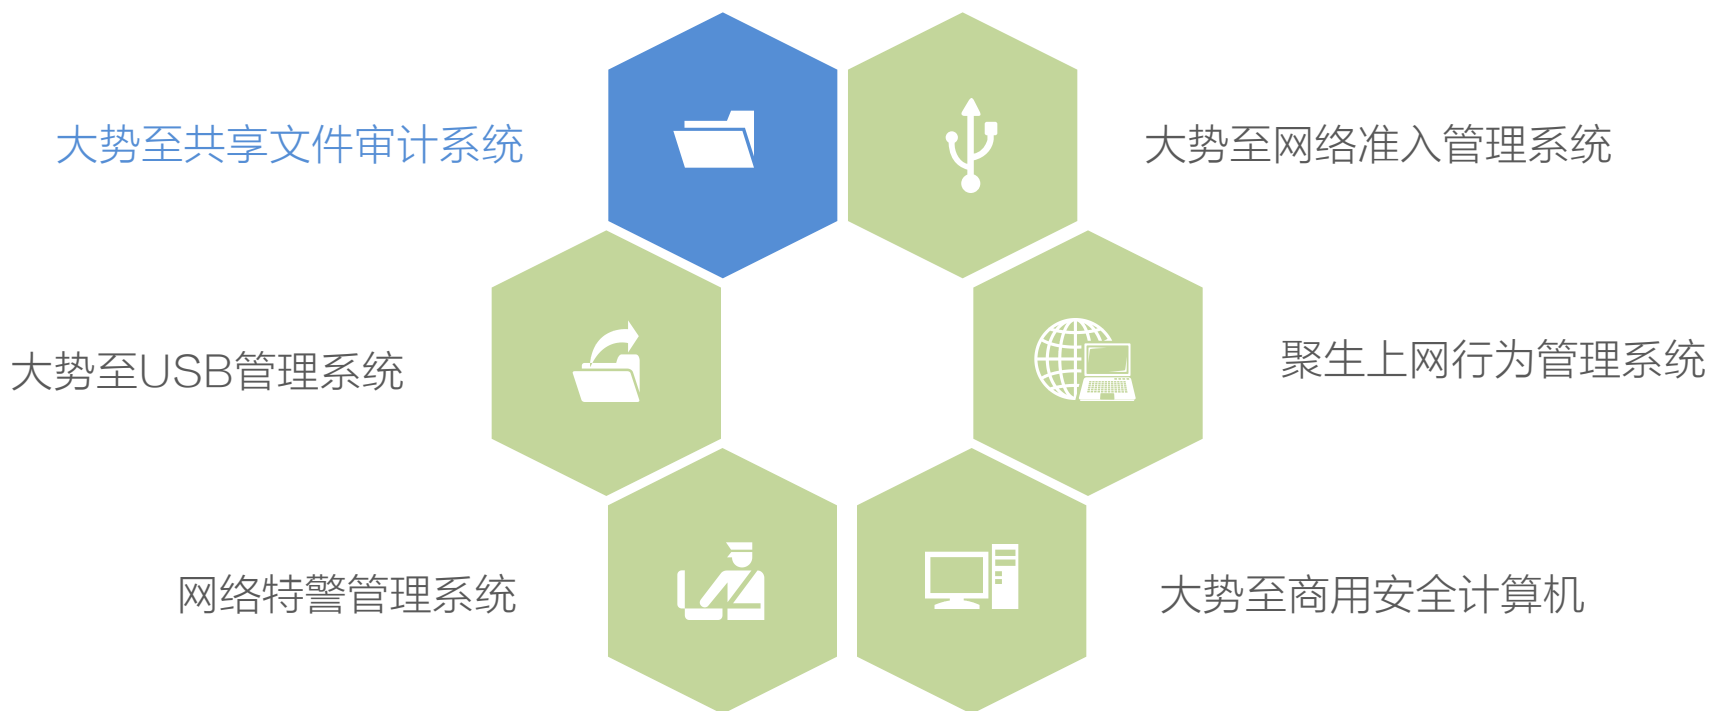 大势至共享文件审计系统
大势至网络准入管理系统
大势至USB管理系统
聚生上网行为管理系统
网络特警管理系统
大势至商用安全计算机